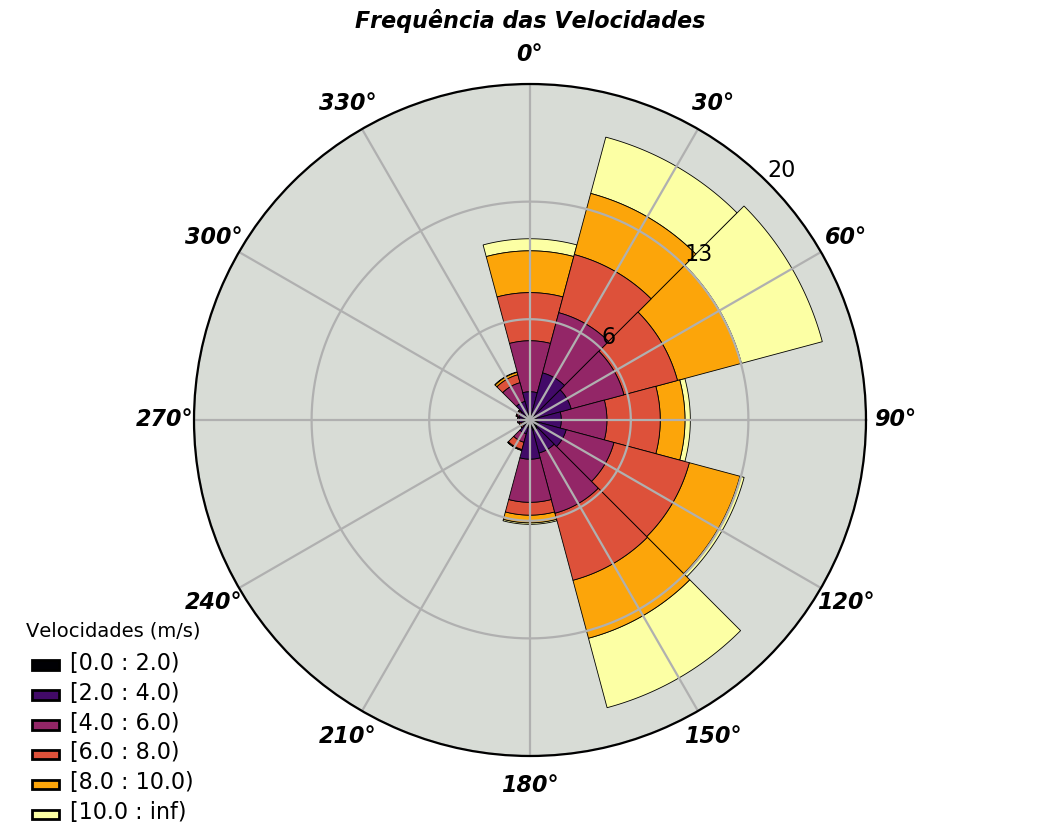 Frequência das Velocidades
0°
330°
30°
20
300°
60°
13
6
270°
90°
240°
120°
210°
150°
180°
Velocidades (m/s)
[0.0 : 2.0)
[2.0 : 4.0)
[4.0 : 6.0)
[6.0 : 8.0)
[8.0 : 10.0)
[10.0 : inf)